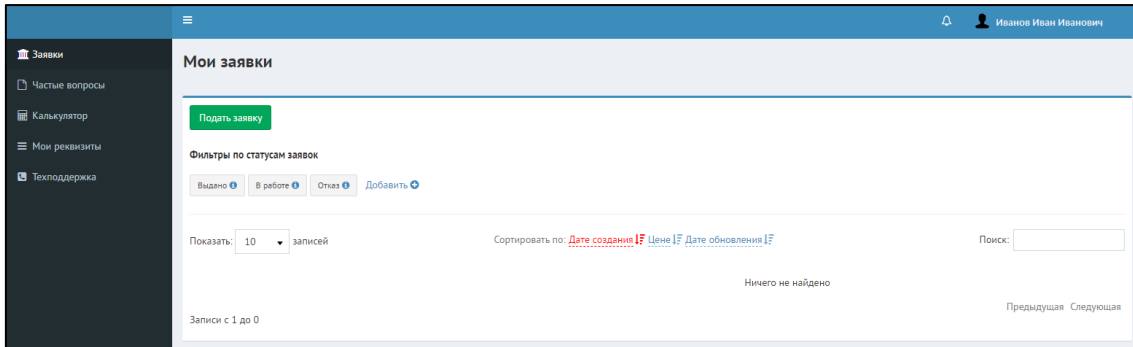 Иванов Иван Иванович
Заявки
Частые вопросы
Калькулятор
Мои реквизиты
Техподдержка
Мои заявки
Подать заявку
Фильтры по статусам заявок
Выдано В работе Отказ Добавить
Показать: 10 записей Сортировать по: Дате создания Цене Дате обновления Поиск:
Ничего не найдено
Предыдущая Следующая
Записи с 1 до 0